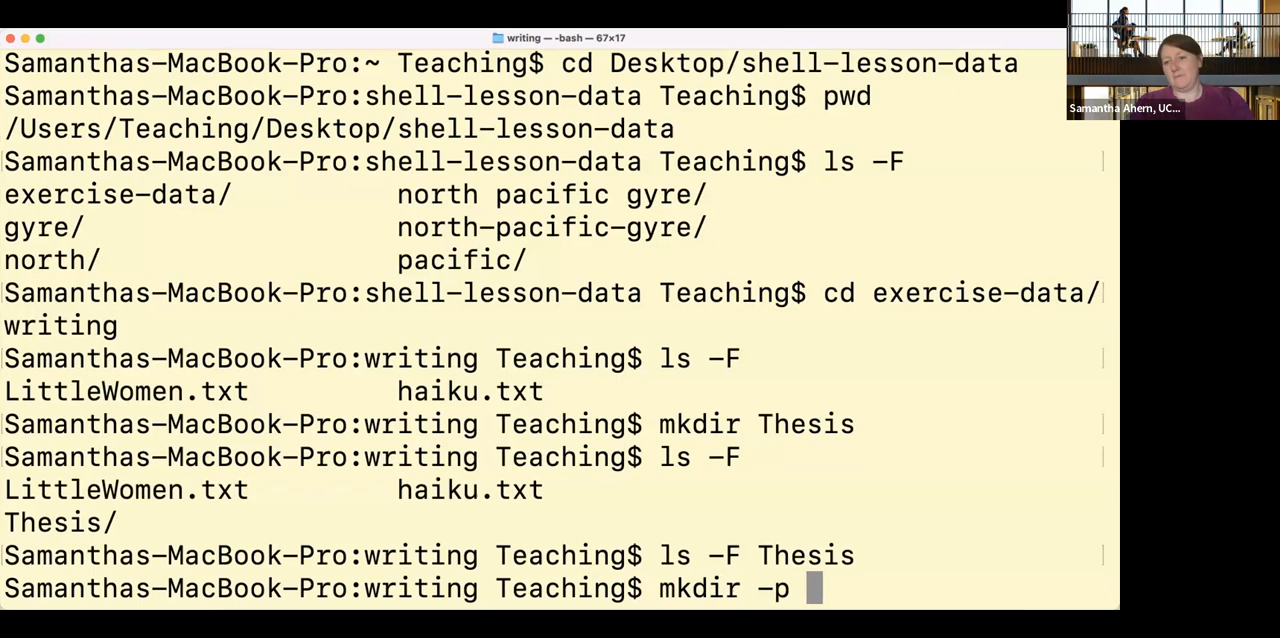 writing — -bash — 67×17
Samanthas-MacBook-Pro:~ Teaching$ cd Desktop/shell-lesson-data
Samanthas-MacBook-Pro:shell-lesson-data Teaching$ pwd
/Users/Teaching/Desktop/shell-lesson-data
Samanthas-MacBook-Pro:shell-lesson-data Teaching$ ls -F
exercise-data/ north pacific gyre/
gyre/ north-pacific-gyre/
north/ pacific/
Samanthas-MacBook-Pro:shell-lesson-data Teaching$ cd exercise-data/
writing
Samanthas-MacBook-Pro:writing Teaching$ ls -F
LittleWomen.txt haiku.txt
Samanthas-MacBook-Pro:writing Teaching$ mkdir Thesis
Samanthas-MacBook-Pro:writing Teaching$ ls -F
LittleWomen.txt haiku.txt
Thesis/
Samanthas-MacBook-Pro:writing Teaching$ ls -F Thesis
Samanthas-MacBook-Pro:writing Teaching$ mkdir -p
Samantha Ahern, UC...